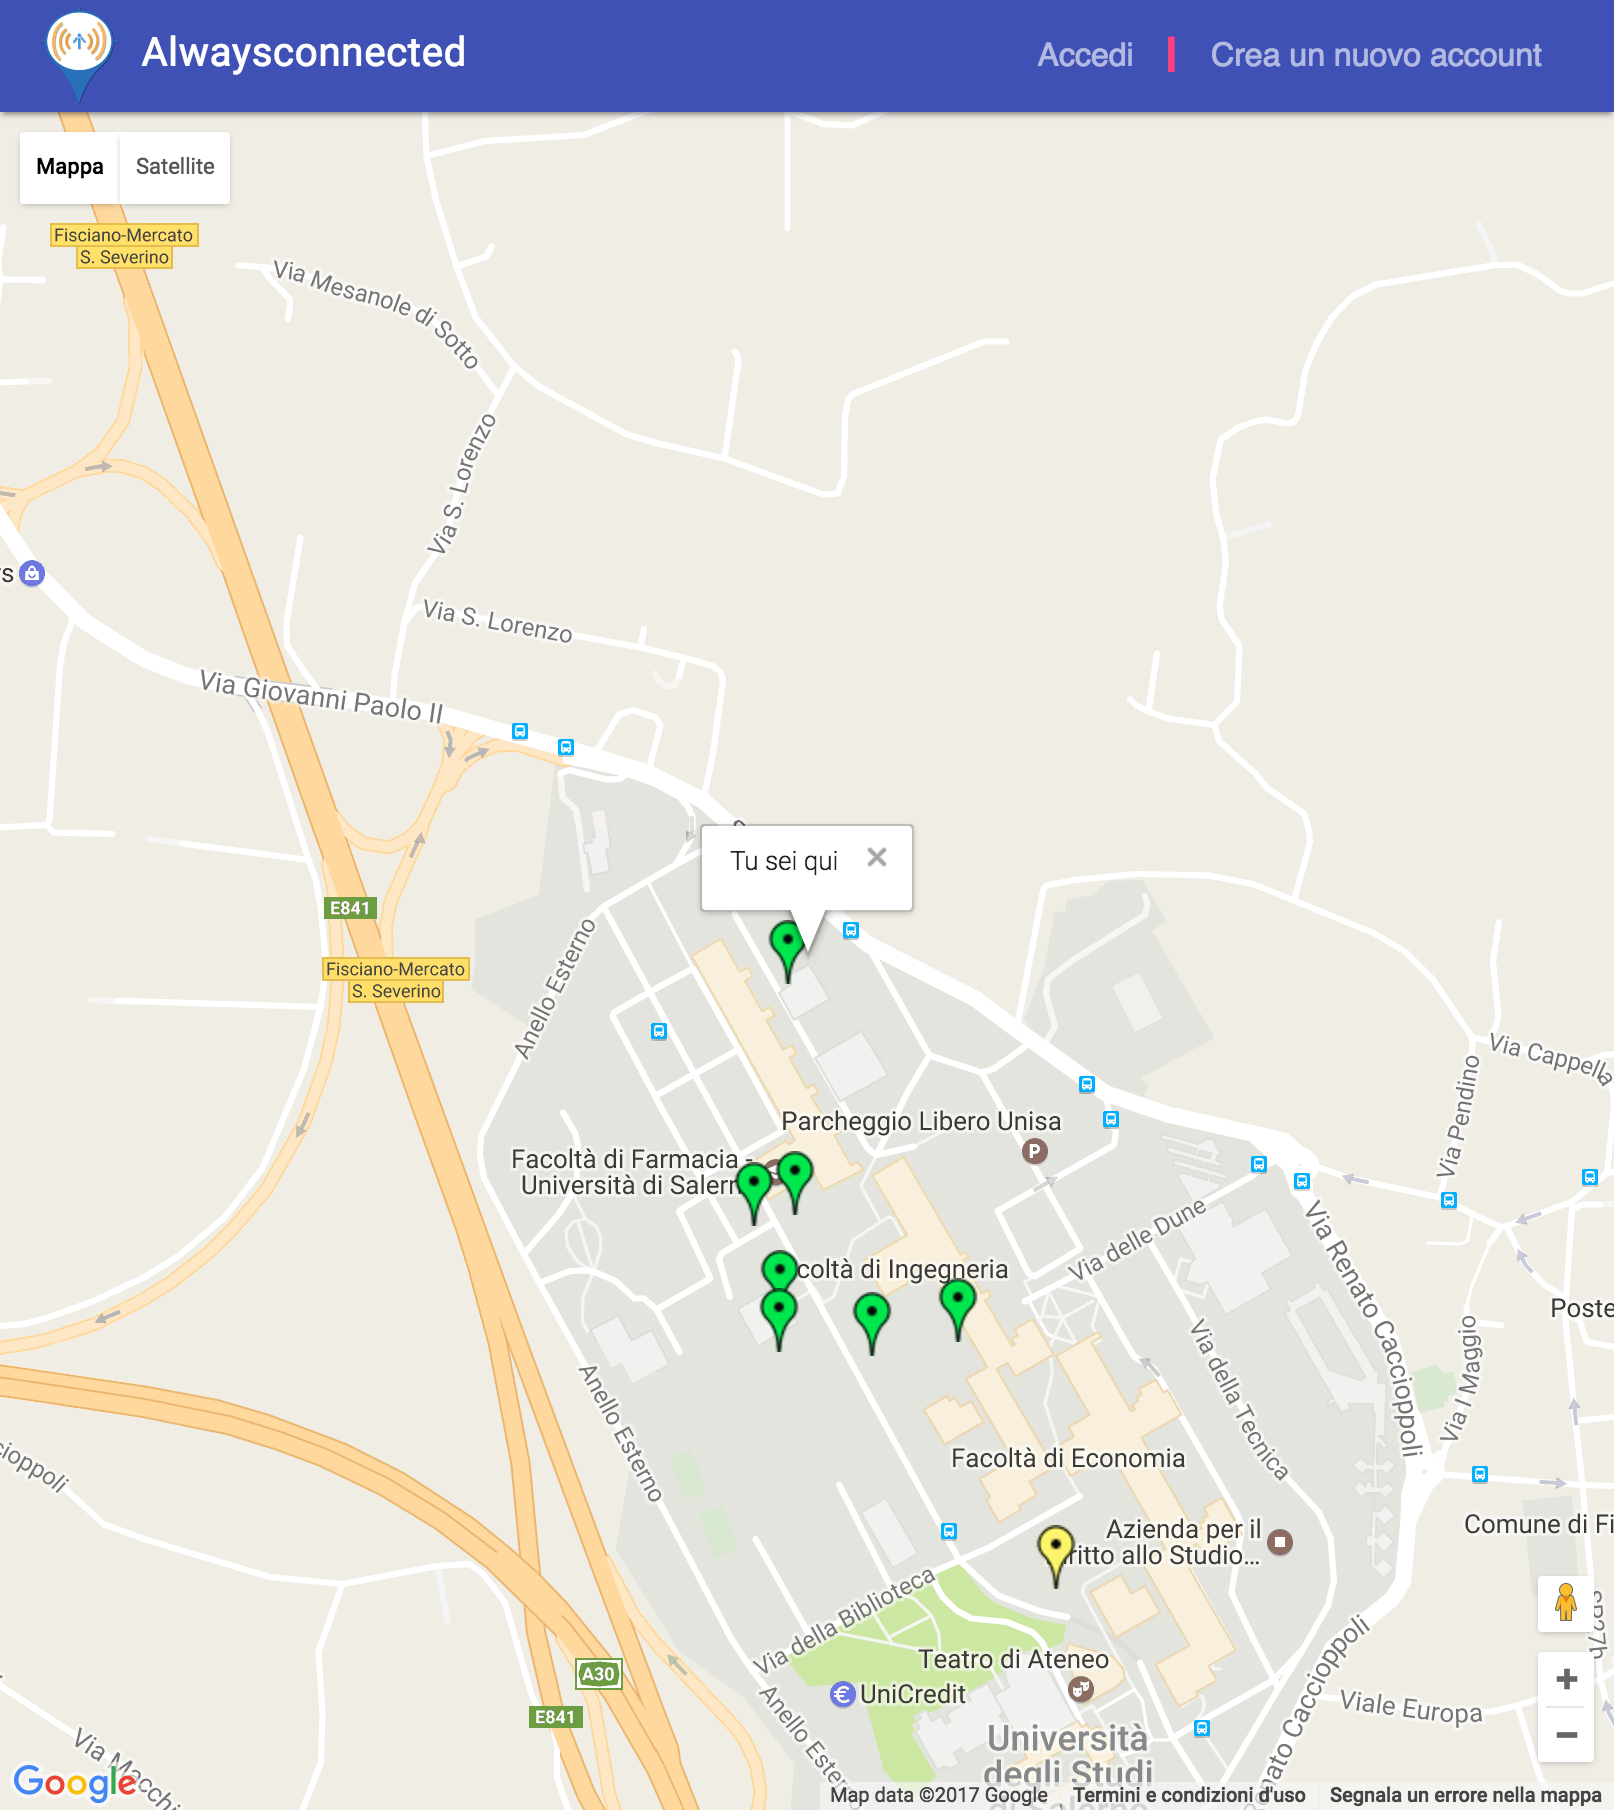 Alwaysconnected
Accedi
Crea un nuovo account
Mappa
Satellite
Fisciano-Mercato
S. Severino
Via Mesanole di Sotto
Via S. Lorenzo
Via S. Lorenzo
Via Giovanni Paolo II
Tu sei qui
E841
Fisciano-Mercato
S. Severino
Anello Esterno
Via Cappella
Via Pendino
Parcheggio Libero Unisa
P
Facoltà di Farmacia -
Università di Salern
Via delle Dune
Via Renato Caccioppoli
coltà di Ingegneria
Poste
Via I Maggio
Via della Tecnica
Anello Esterno
cioppoli
Facoltà di Economia
Azienda per il
ritto allo Studio...
Comune di Fi
Via della Biblioteca
Teatro di Ateneo
A30
€ UniCredit
E841
Anello Este
Viale Europa
nato Caccioppoli
Università
degli Studi
di Salerno
Google
Map data ©2017 Google
Termini e condizioni d'uso
Segnala un errore nella mappa